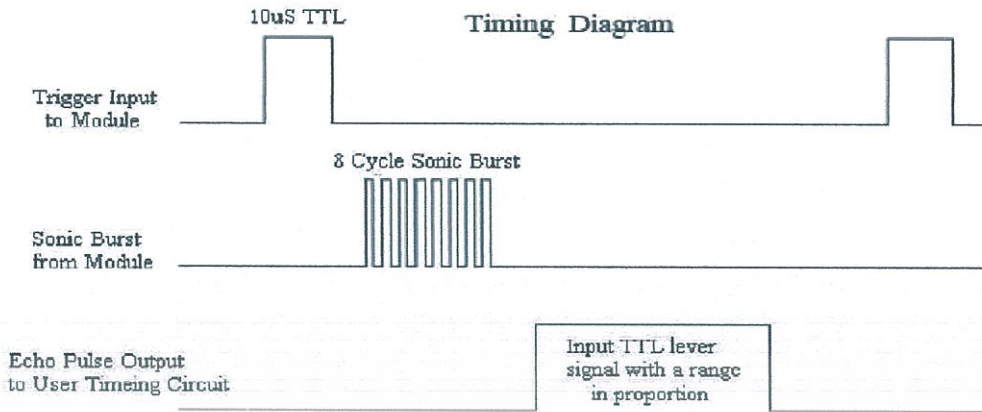 10uS TTL
Timing Diagram
Trigger Input
to Module
8 Cycle Sonic Burst
Sonic Burst
from Module
Echo Pulse Output
to User Timeing Circuit
Input TTL lever
signal with a range
in proportion